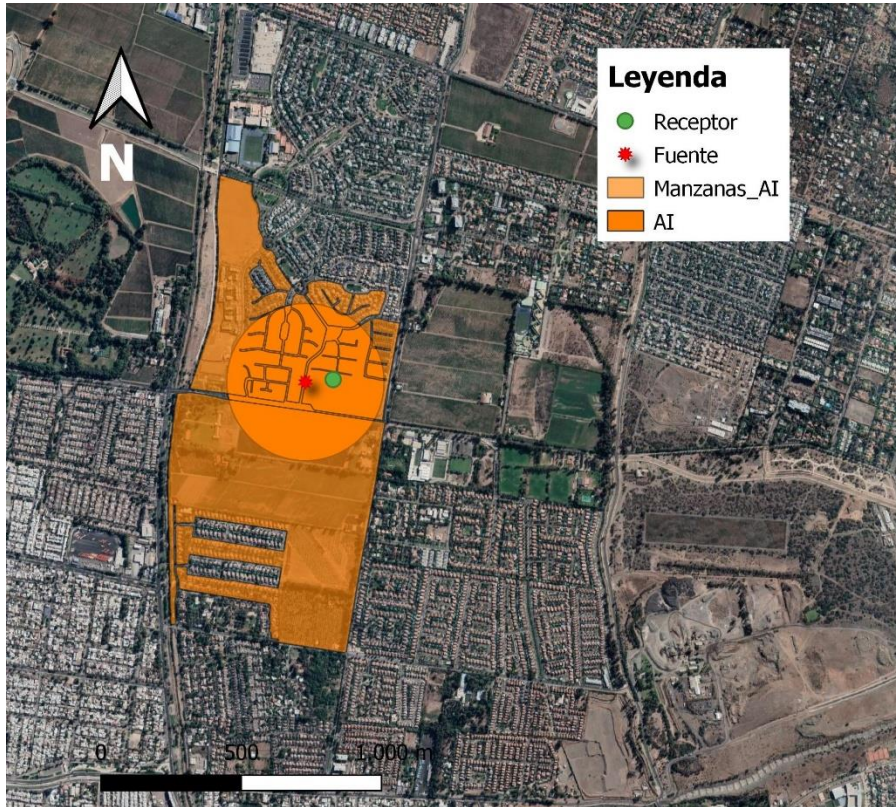 Leyenda
Receptor
Fuente
Manzanas_AI
AI
N
0 500 1.000 m